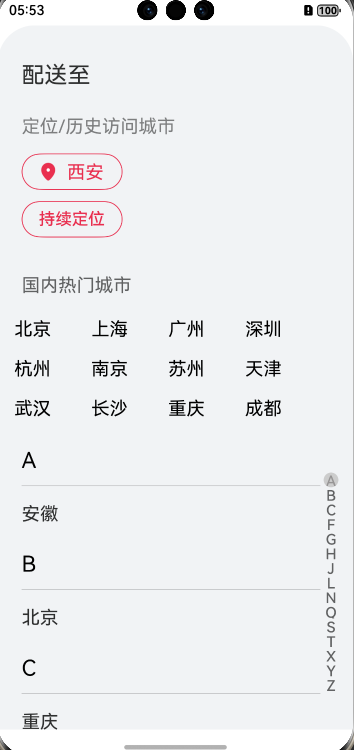 05:53 100
配送至
定位/历史访问城市
西安
持续定位
国内热门城市
北京 上海 广州 深圳
杭州 南京 苏州 天津
武汉 长沙 重庆 成都
A
安徽
B
北京
C
重庆
A
B
C
F
G
H
J
L
N
Q
S
T
X
Y
Z